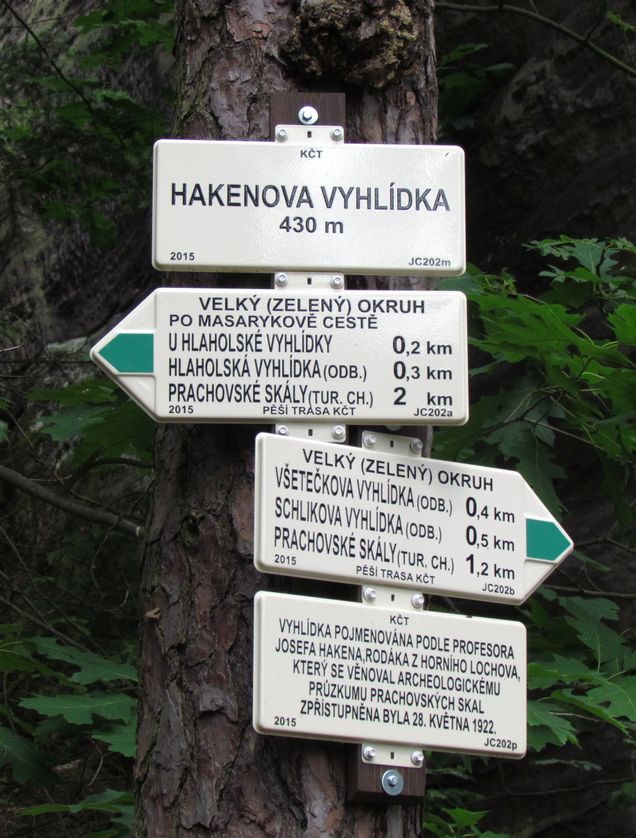 KČT
HAKENOVA VYHLÍDKA
430 m
2015 JC202m
VELKÝ (ZELENÝ) OKRUH
PO MASARYKOVĚ CESTĚ
U HLAHOLSKÉ VYHLÍDKY 0,2 km
HLAHOLSKÁ VYHLÍDKA (ODB.) 0,3 km
PRACHOVSKÉ SKÁLY (TUR. CH.) 2 km
2015 PĚŠÍ TRASA KČT JC202a
VELKÝ (ZELENÝ) OKRUH
VŠETEČKOVA VYHLÍDKA (ODB.) 0,4 km
SCHLIKOVA VYHLÍDKA (ODB.) 0,5 km
PRACHOVSKÉ SKÁLY (TUR. CH.) 1,2 km
2015 PĚŠÍ TRASA KČT JC202b
KČT
VYHLÍDKA POJMENOVÁNA PODLE PROFESORA
JOSEFA HAKENA, RODÁKA Z HORNÍHO LOCHOVA,
KTERÝ SE VĚNOVAL ARCHEOLOGICKÉMU
PRŮZKUMU PRACHOVSKÝCH SKAL
ZPŘÍSTUPNĚNA BYLA 28. KVĚTNA 1922.
2015 JC202p